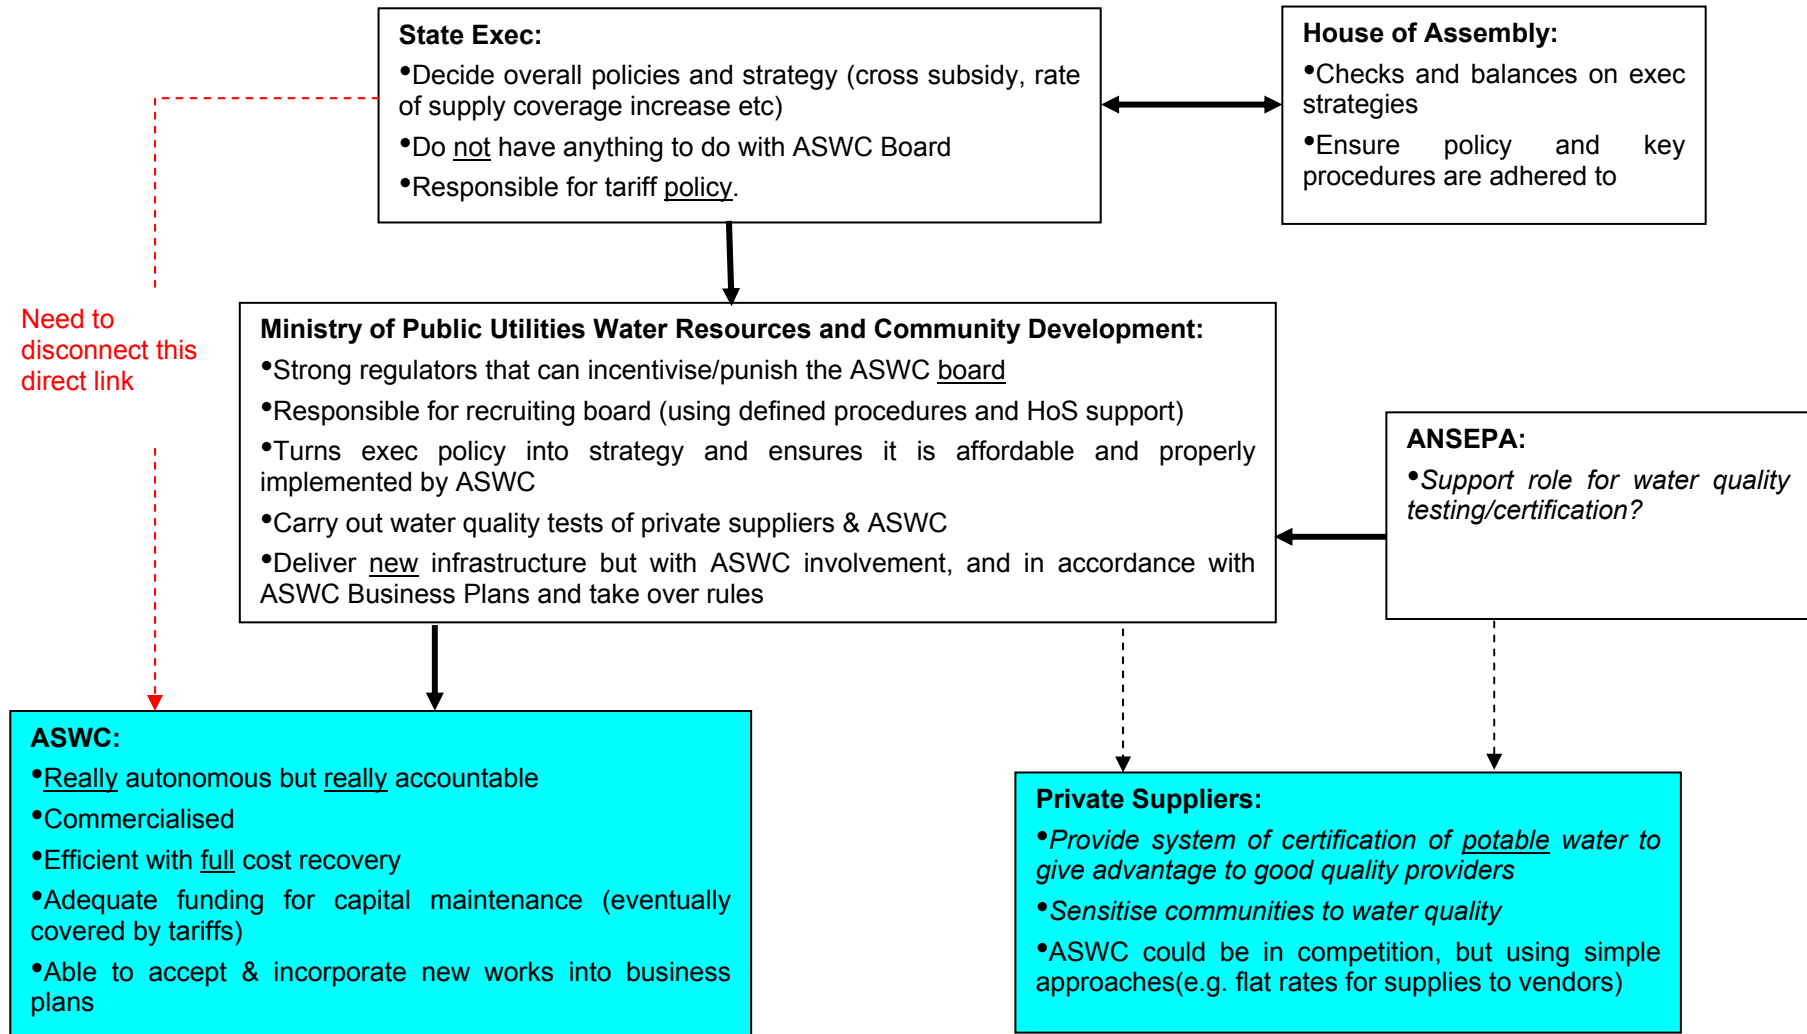 State Exec:
•Decide overall policies and strategy (cross subsidy, rate
of supply coverage increase etc)
•Do not have anything to do with ASWC Board
•Responsible for tariff policy.
House of Assembly:
•Checks and balances on exec
strategies
•Ensure policy and key
procedures are adhered to
Need to
disconnect this
direct link
Ministry of Public Utilities Water Resources and Community Development:
•Strong regulators that can incentivise/punish the ASWC board
•Responsible for recruiting board (using defined procedures and HoS support)
•Turns exec policy into strategy and ensures it is affordable and properly
implemented by ASWC
•Carry out water quality tests of private suppliers & ASWC
•Deliver new infrastructure but with ASWC involvement, and in accordance with
ASWC Business Plans and take over rules
ANSEPA:
•Support role for water quality
testing/certification?
ASWC:
•Really autonomous but really accountable
•Commercialised
•Efficient with full cost recovery
•Adequate funding for capital maintenance (eventually
covered by tariffs)
•Able to accept & incorporate new works into business
plans
Private Suppliers:
•Provide system of certification of potable water to
give advantage to good quality providers
•Sensitise communities to water quality
•ASWC could be in competition, but using simple
approaches(e.g. flat rates for supplies to vendors)